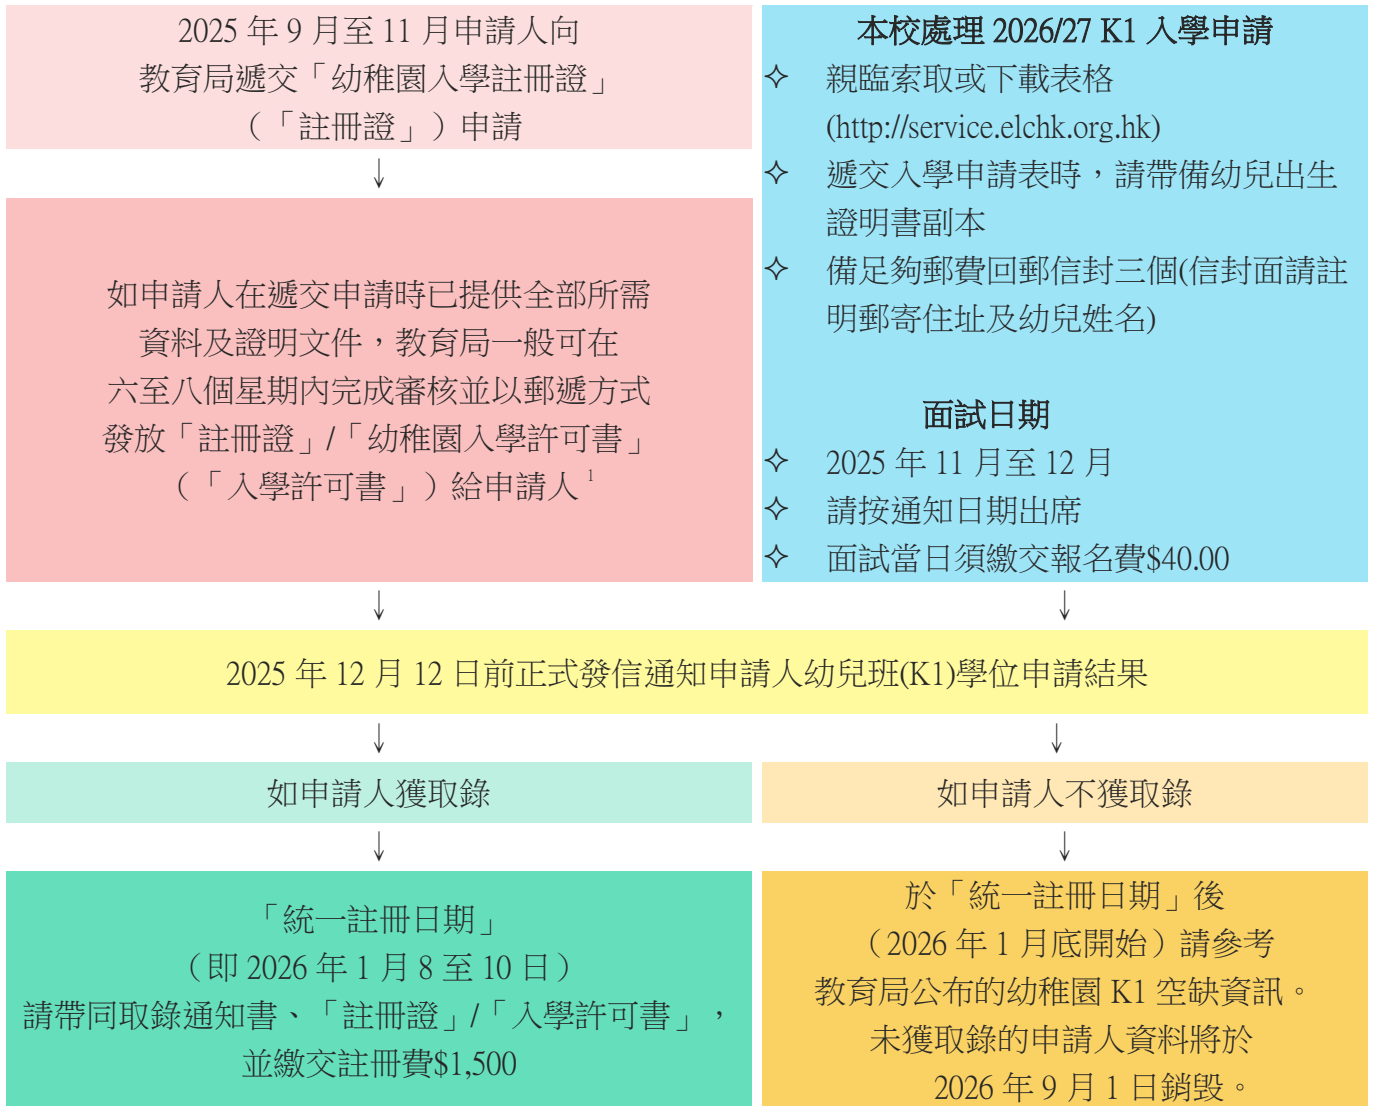 2025 年 9 月至 11 月申請人向
教育局遞交「幼稚園入學註冊證」
（「註冊證」）申請
↓
如申請人在遞交申請時已提供全部所需
資料及證明文件，教育局一般可在
六至八個星期內完成審核並以郵遞方式
發放「註冊證」/「幼稚園入學許可書」
（「入學許可書」）給申請人 1
本校處理 2026/27 K1 入學申請
✧ 親臨索取或下載表格
(http://service.elchk.org.hk)
✧ 遞交入學申請表時，請帶備幼兒出生
證明書副本
✧ 備足夠郵費回郵信封三個(信封面請註
明郵寄住址及幼兒姓名)
面試日期
✧ 2025 年 11 月至 12 月
✧ 請按通知日期出席
✧ 面試當日須繳交報名費$40.00
↓ ↓
2025 年 12 月 12 日前正式發信通知申請人幼兒班(K1)學位申請結果
↓ ↓
如申請人獲取錄
↓
「統一註冊日期」
（即 2026 年 1 月 8 至 10 日）
請帶同取錄通知書、「註冊證」/「入學許可書」，
並繳交註冊費$1,500
如申請人不獲取錄
↓
於「統一註冊日期」後
（2026 年 1 月底開始）請參考
教育局公布的幼稚園 K1 空缺資訊。
未獲取錄的申請人資料將於
2026 年 9 月 1 日銷毀。